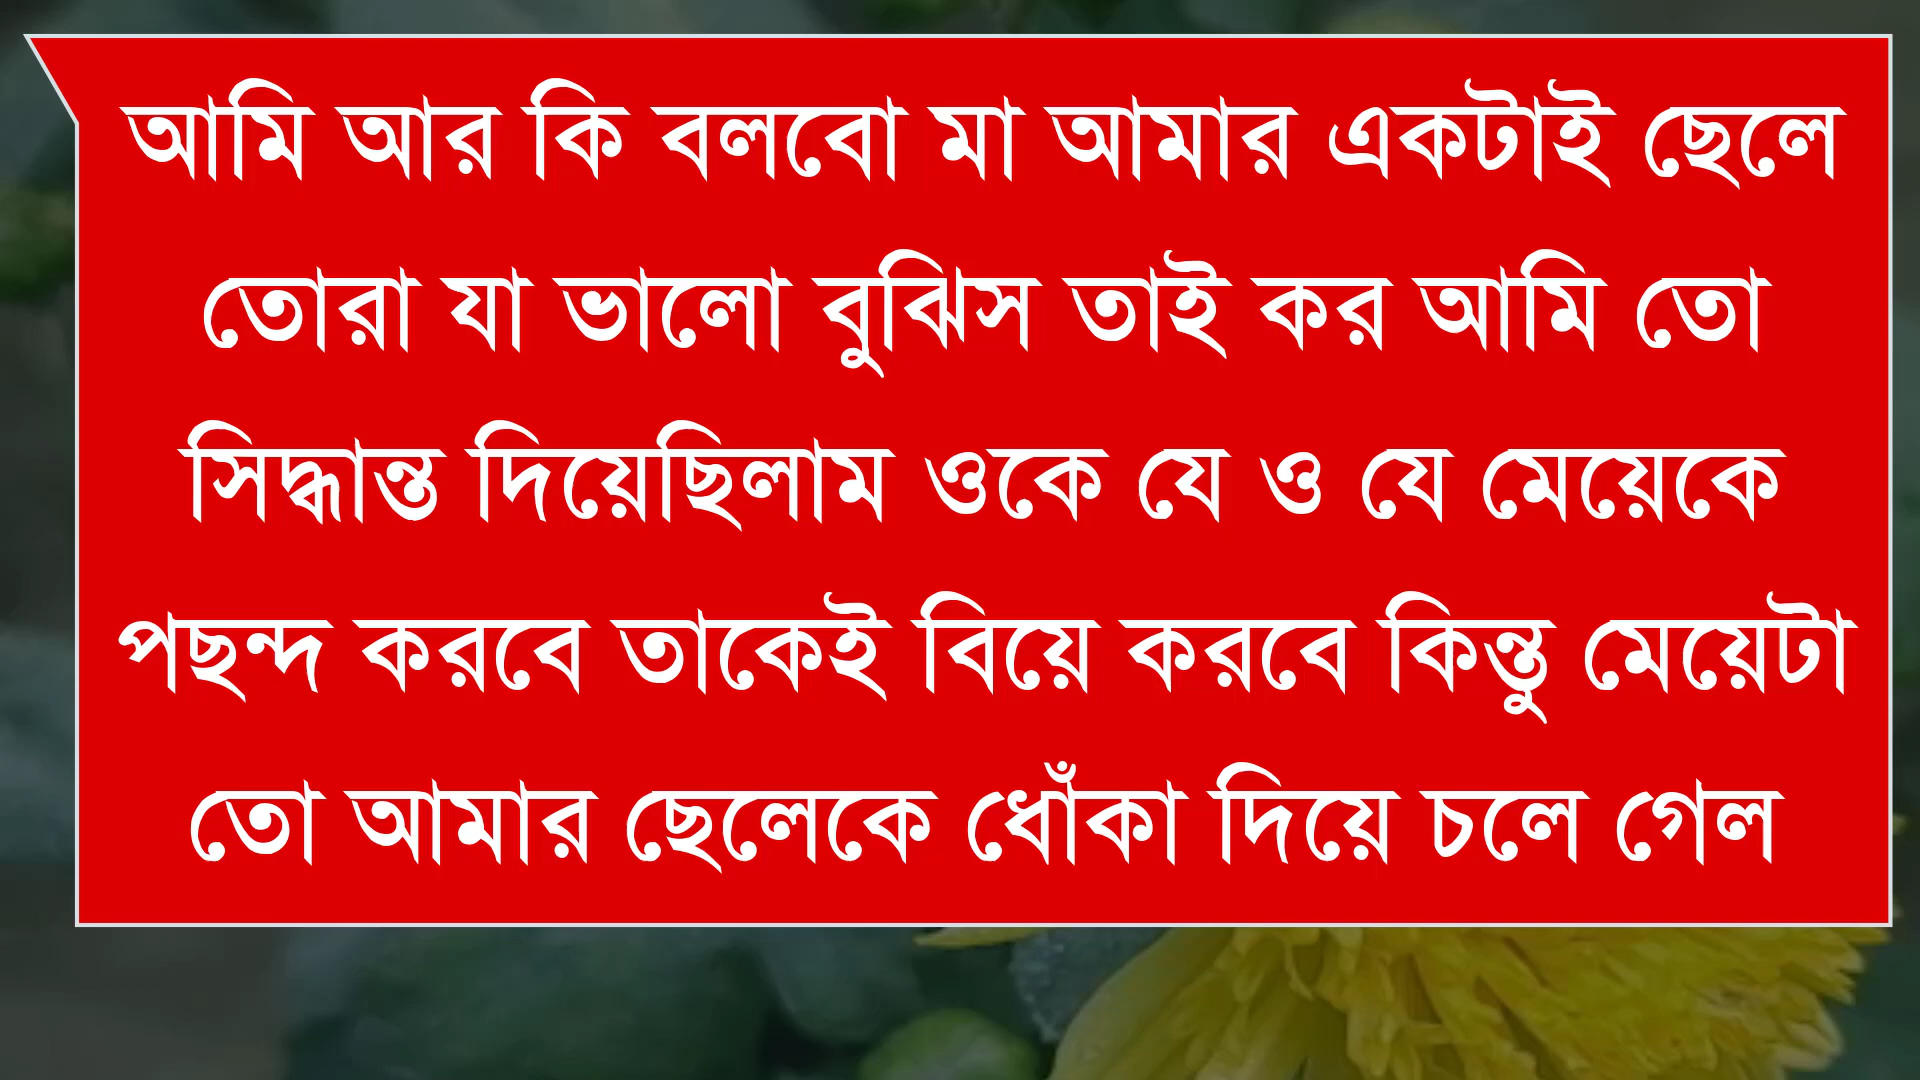 আমি আর কি বলবো মা আমার একটাই ছেলে
তোরা যা ভালো বুঝিস তাই কর আমি তো
সিদ্ধান্ত দিয়েছিলাম ওকে যে ও যে মেয়েকে
পছন্দ করবে তাকেই বিয়ে করবে কিন্তু মেয়েটা
তো আমার ছেলেকে ধোঁকা দিয়ে চলে গেল